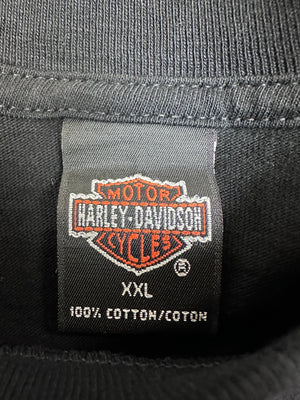 MOTOR
HARLEY-DAVIDSON
CYCLES
®
XXL
100% COTTON/COTON